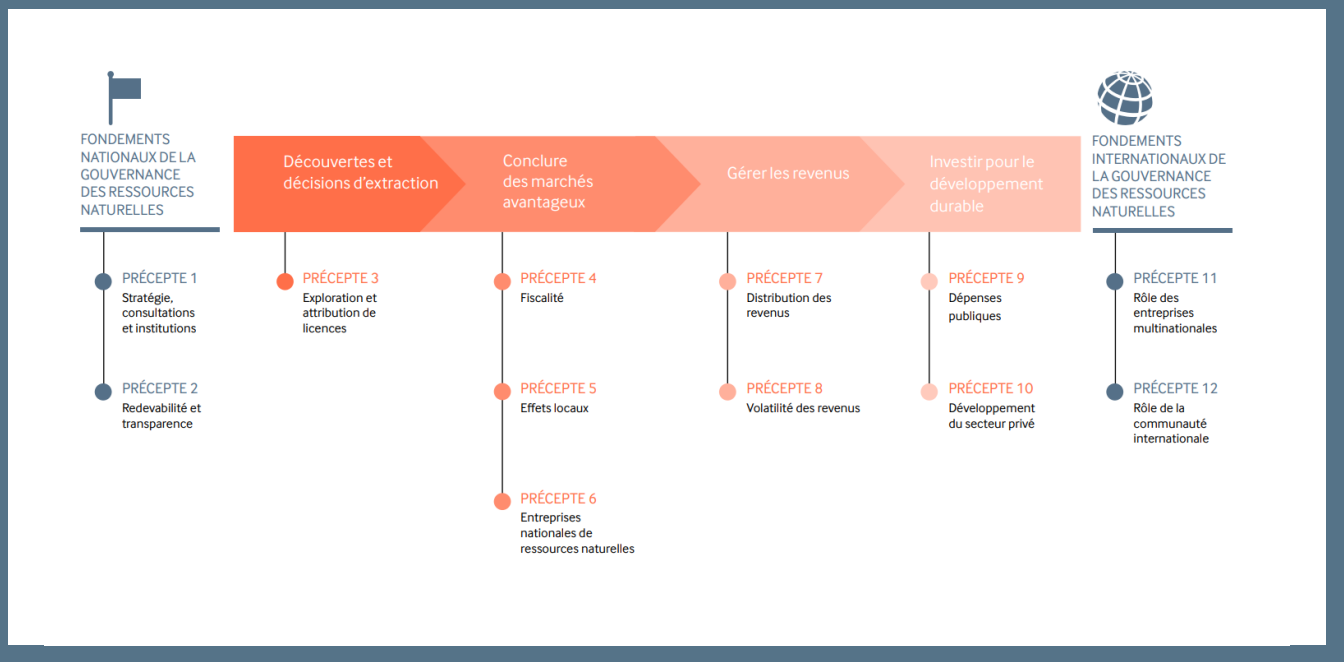 FONDEMENTS
NATIONAUX DE LA
GOUVERNANCE
DES RESSOURCES
NATURELLES
PRÉCEPTE 1
Stratégie,
consultations
et institutions
PRÉCEPTE 2
Redevabilité et
transparence
Découvertes et
décisions d'extraction
PRÉCEPTE 3
Exploration et
attribution de
licences
Conclure
des marchés
avantageux
PRÉCEPTE 4
Fiscalité
PRÉCEPTE 5
Effets locaux
PRÉCEPTE 6
Entreprises
nationales de
ressources naturelles
Gérer les revenus
PRÉCEPTE 7
Distribution des
revenus
PRÉCEPTE 8
Volatilité des revenus
Investir pour le
développement
durable
PRÉCEPTE 9
Dépenses
publiques
PRÉCEPTE 10
Développement
du secteur privé
FONDEMENTS
INTERNATIONAUX DE
LA GOUVERNANCE
DES RESSOURCES
NATURELLES
PRÉCEPTE 11
Rôle des
entreprises
multinationales
PRÉCEPTE 12
Rôle de la
communauté
internationale